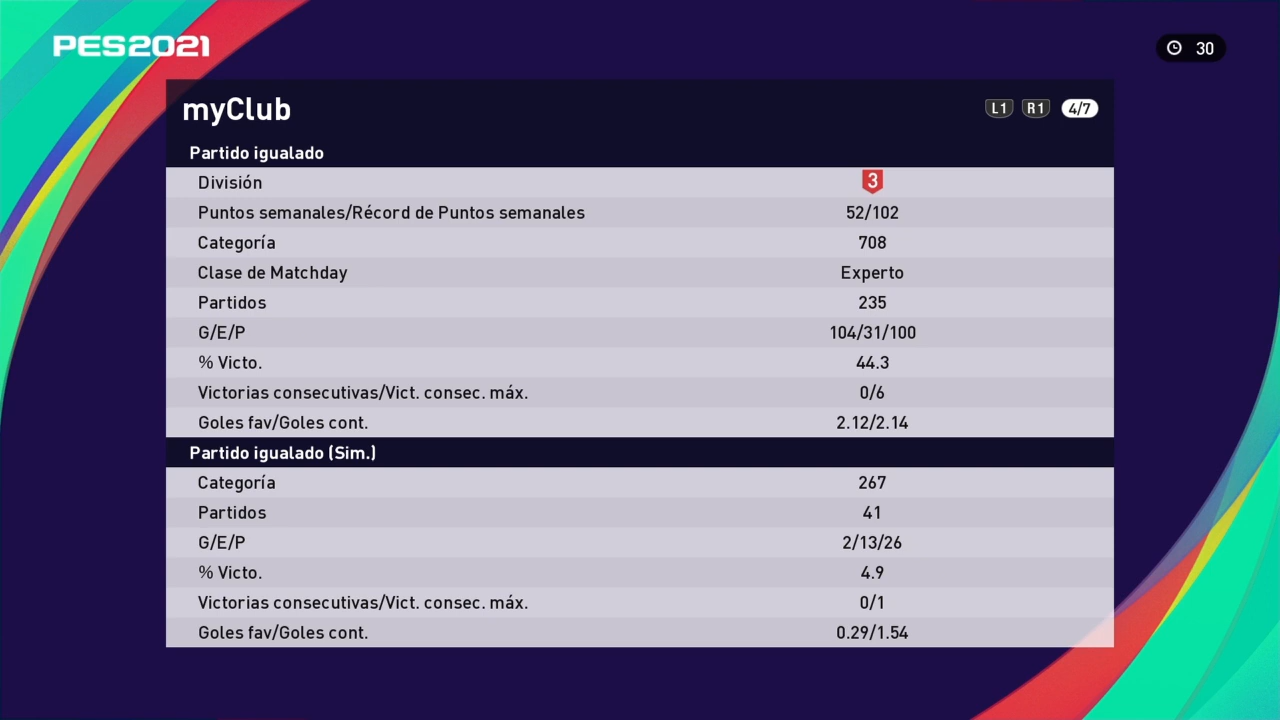 PES2021
30
myClub
L1 R1 4/7
Partido igualado
División 3
Puntos semanales/Récord de Puntos semanales 52/102
Categoría 708
Clase de Matchday Experto
Partidos 235
G/E/P 104/31/100
% Victo. 44.3
Victorias consecutivas/Vict. consec. máx. 0/6
Goles fav/Goles cont. 2.12/2.14
Partido igualado (Sim.)
Categoría 267
Partidos 41
G/E/P 2/13/26
% Victo. 4.9
Victorias consecutivas/Vict. consec. máx. 0/1
Goles fav/Goles cont. 0.29/1.54